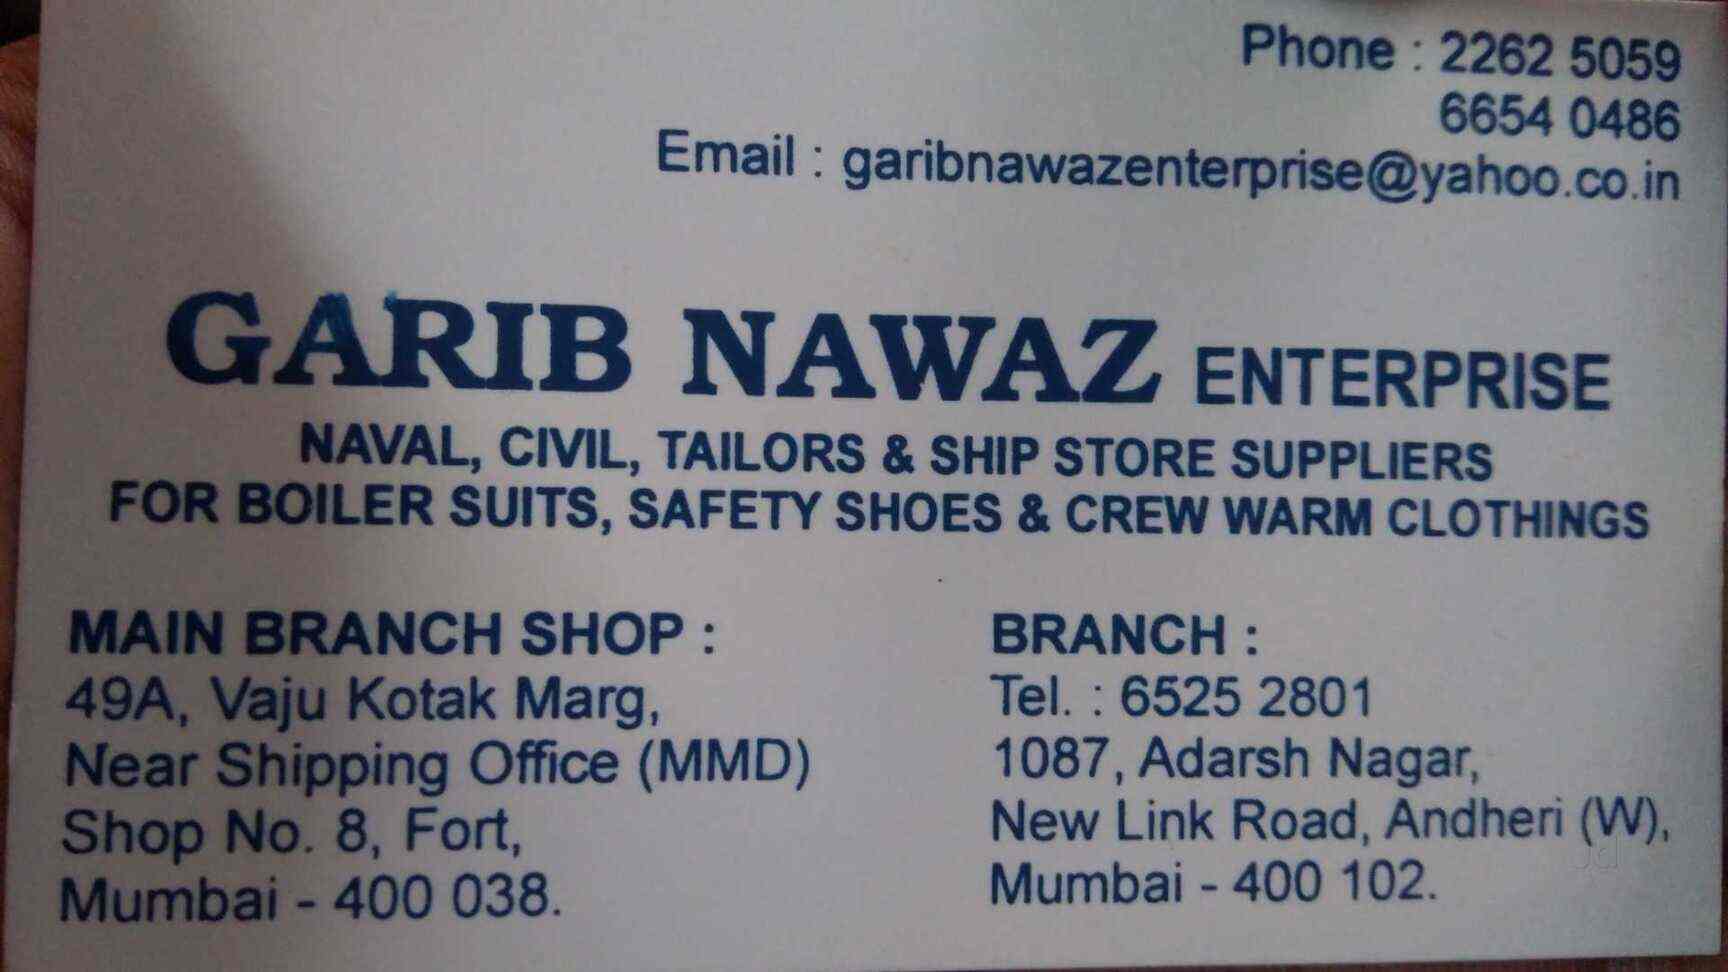 Phone : 2262 5059
6654 0486
Email : garibnawazenterprise@yahoo.co.in
GARIB NAWAZ ENTERPRISE
NAVAL, CIVIL, TAILORS & SHIP STORE SUPPLIERS
FOR BOILER SUITS, SAFETY SHOES & CREW WARM CLOTHINGS
MAIN BRANCH SHOP :
49A, Vaju Kotak Marg,
Near Shipping Office (MMD)
Shop No. 8, Fort,
Mumbai - 400 038.
BRANCH :
Tel. : 6525 2801
1087, Adarsh Nagar,
New Link Road, Andheri (W),
Mumbai - 400 102.
Jd